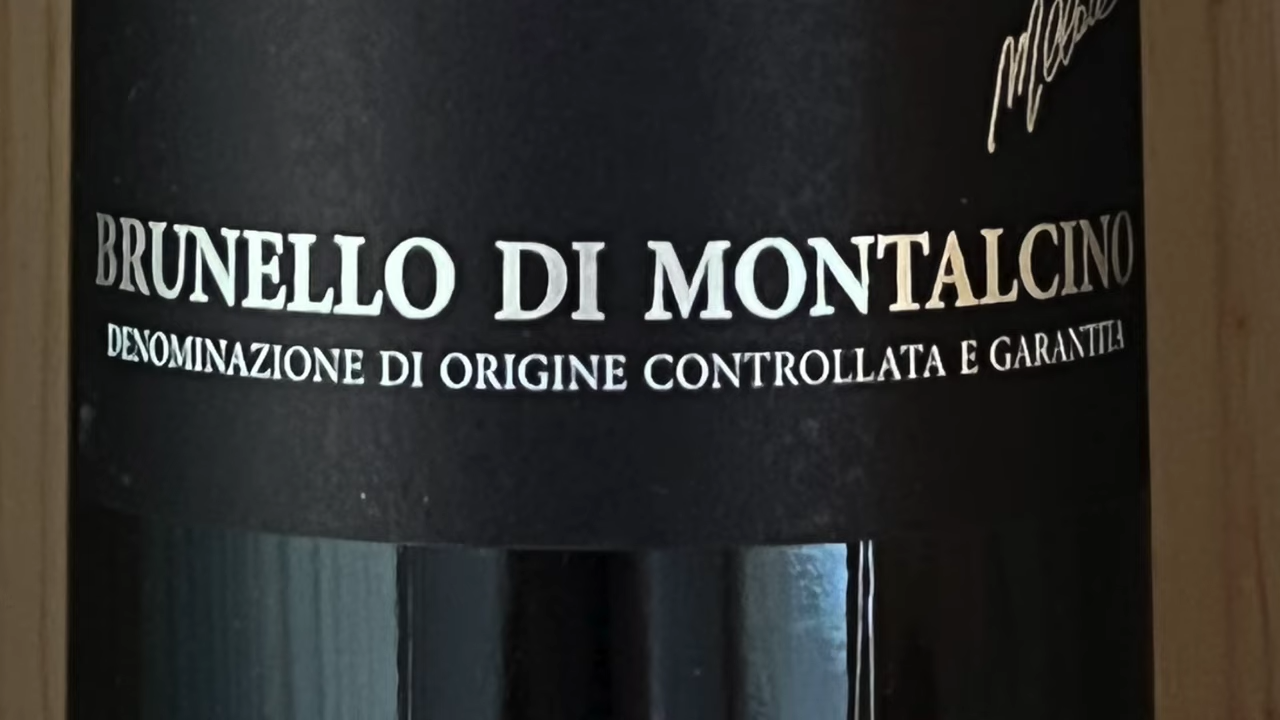 BRUNELLO DI MONTALCINO
DENOMINAZIONE DI ORIGINE CONTROLLATA E GARANTITA